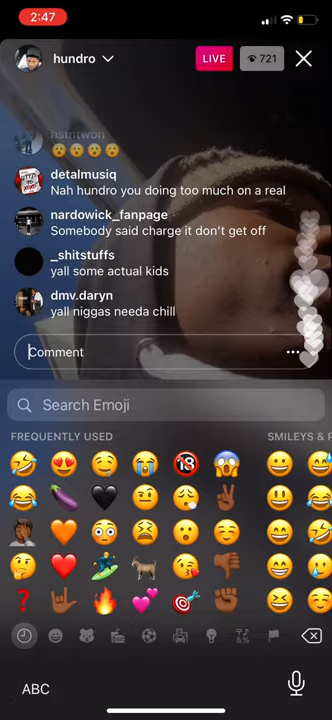 2:47
hundro
LIVE
721
hsmtwon
detalmusiq
Nah hundro you doing too much on a real
nardowick_fanpage
Somebody said charge it don't get off
_shitstuffs
yall some actual kids
dmv.daryn
yall niggas needa chill
Comment
Search Emoji
FREQUENTLY USED
SMILEYS & P
ABC